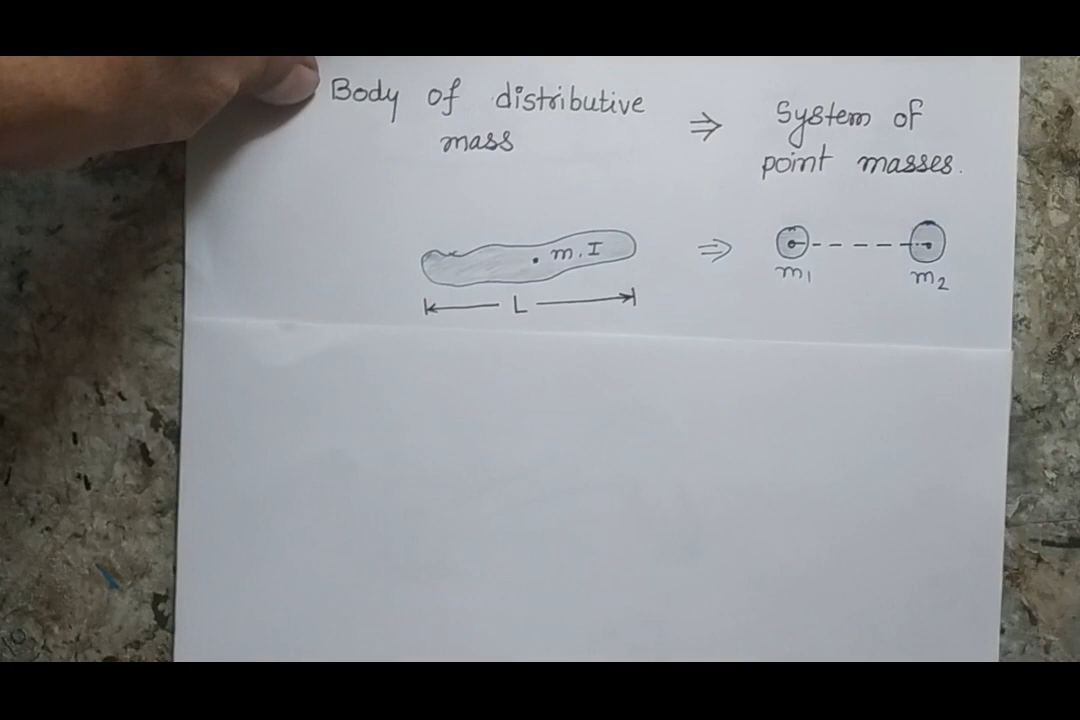 Body of distributive
mass
⇒
System of
point masses.
m, I
⇒
L
m1
m2